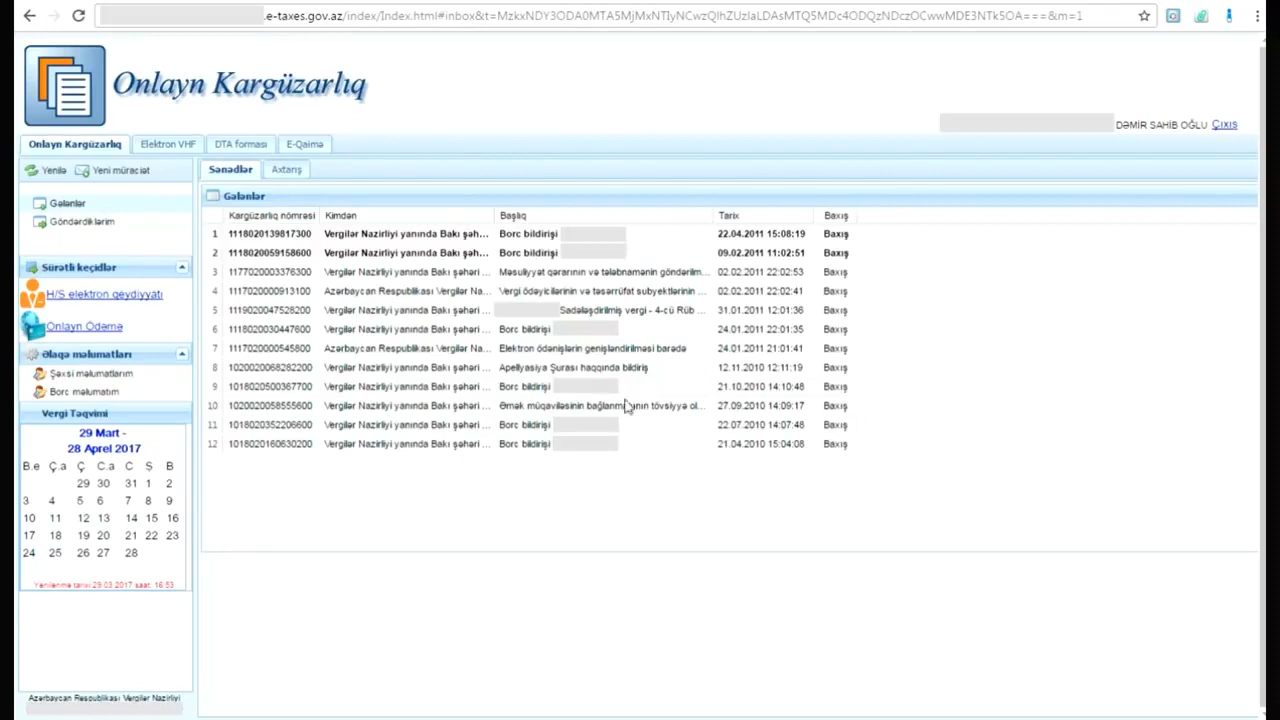 .e-taxes.gov.az/index/Index.html#inbox&t=MzkxNDY3ODA0MTA5MjMxNTIyNCwzQlhZUzlaLDAsMTQ5MDc4ODQzNDczOCwwMDE3NTk5OA===&m=1
Onlayn Kargüzarlıq
DƏMİR SAHİB OĞLU Çıxış
Onlayn Kargüzarlıq Elektron VHF DTA forması E-Qaimə
Yenilə Yeni müraciət
Sənədlər Axtarış
Gələnlər
Göndərdiklərim
Sürətli keçidlər
H/S elektron qeydiyyatı
Onlayn Ödəmə
Əlaqə məlumatları
Şəxsi məlumatlarım
Borc məlumatım
Vergi Təqvimi
29 Mart -
28 Aprel 2017
B.e Ç.a Ç C.a C Ş B
29 30 31 1 2
3 4 5 6 7 8 9
10 11 12 13 14 15 16
17 18 19 20 21 22 23
24 25 26 27 28
Yenilənmə tarixi:29.03.2017 saat: 16:53
Azərbaycan Respublikası Vergilər Nazirliyi
Gələnlər
Kargüzarlıq nömrəsi Kimdən Başlıq Tarix Baxış
1 1118020139817300 Vergilər Nazirliyi yanında Bakı şəh... Borc bildirişi 22.04.2011 15:08:19 Baxış
2 1118020059158600 Vergilər Nazirliyi yanında Bakı şəh... Borc bildirişi 09.02.2011 11:02:51 Baxış
3 1177020003376300 Vergilər Nazirliyi yanında Bakı şəhəri ... Məsuliyyət qərarının və tələbnamənin göndərilm... 02.02.2011 22:02:53 Baxış
4 1117020000913100 Azərbaycan Respublikası Vergilər Na... Vergi ödəyicilərinin və təsərrüfat subyektlərinin ... 02.02.2011 22:02:41 Baxış
5 1119020047528200 Vergilər Nazirliyi yanında Bakı şəhəri ... Sadələşdirilmiş vergi - 4-cü Rüb ... 31.01.2011 12:01:36 Baxış
6 1118020030447600 Vergilər Nazirliyi yanında Bakı şəhəri ... Borc bildirişi 24.01.2011 22:01:35 Baxış
7 1117020000545800 Azərbaycan Respublikası Vergilər Na... Elektron ödənişlərin genişləndirilməsi barədə 24.01.2011 21:01:41 Baxış
8 1020020068282200 Vergilər Nazirliyi yanında Bakı şəhəri ... Apellyasiya Şurası haqqında bildiriş 12.11.2010 12:11:19 Baxış
9 1018020500367700 Vergilər Nazirliyi yanında Bakı şəhəri ... Borc bildirişi 21.10.2010 14:10:48 Baxış
10 1020020058555600 Vergilər Nazirliyi yanında Bakı şəhəri ... Əmək müqaviləsinin bağlanmasının tövsiyyə ol... 27.09.2010 14:09:17 Baxış
11 1018020352206600 Vergilər Nazirliyi yanında Bakı şəhəri ... Borc bildirişi 22.07.2010 14:07:48 Baxış
12 1018020160630200 Vergilər Nazirliyi yanında Bakı şəhəri ... Borc bildirişi 21.04.2010 15:04:08 Baxış